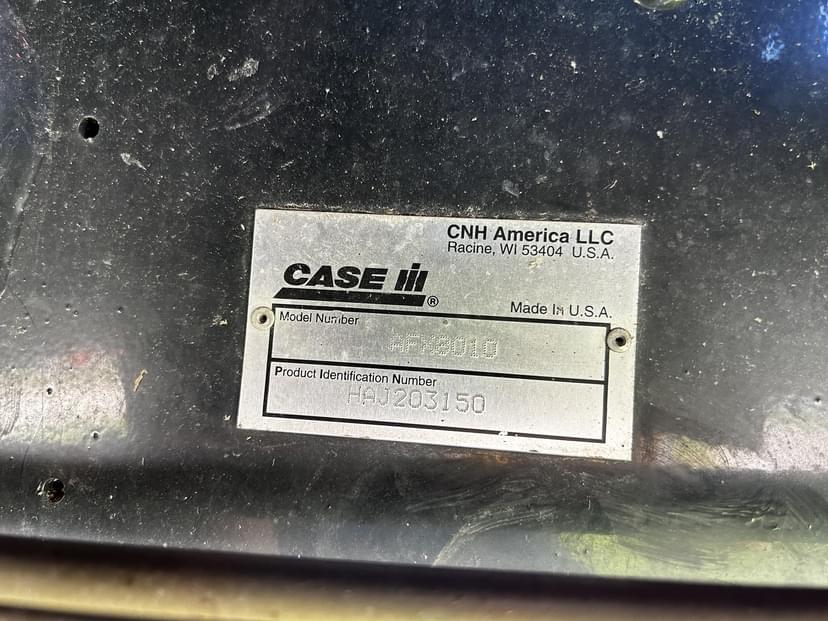 CNH America LLC
Racine, WI 53404 U.S.A.
CASE IH®
Made In U.S.A.
Model Number
AFX8010
Product Identification Number
HAJ203150